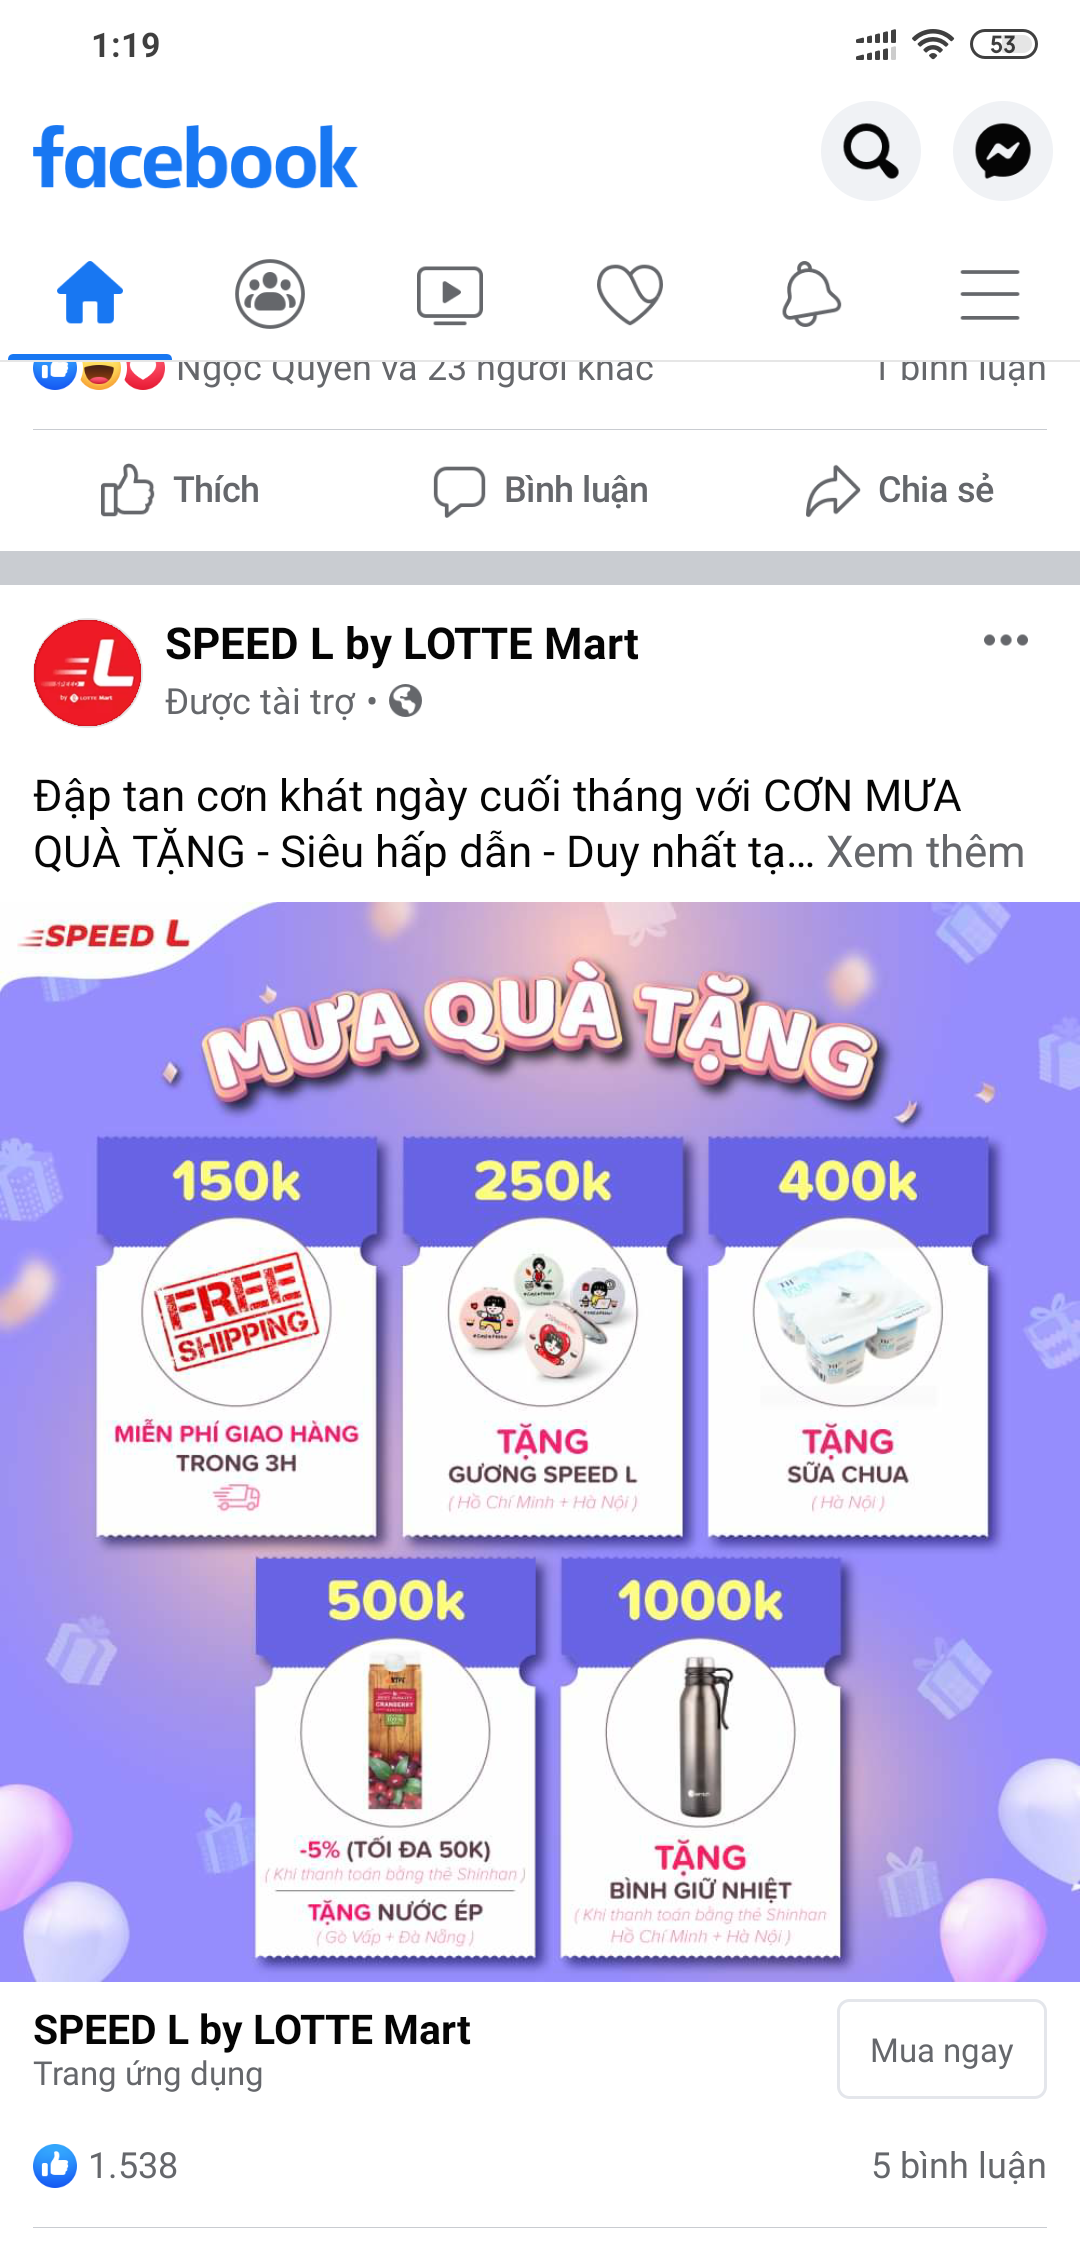 1:19
53
facebook
Ngọc Quyên và 23 người khác
1 bình luận
Thích
Bình luận
Chia sẻ
L
by LOTTE Mart
SPEED L by LOTTE Mart
Được tài trợ
Đập tan cơn khát ngày cuối tháng với CƠN MƯA
QUÀ TẶNG - Siêu hấp dẫn - Duy nhất tạ... Xem thêm
SPEED L
MƯA QUÀ TẶNG
150k
FREE
SHIPPING
MIỄN PHÍ GIAO HÀNG
TRONG 3H
250k
TẶNG
GƯƠNG SPEED L
( Hồ Chí Minh + Hà Nội )
400k
TH
true
TẶNG
SỮA CHUA
( Hà Nội )
500k
CRANBERRY
-5% (TỐI ĐA 50K)
( Khi thanh toán bằng thẻ Shinhan )
TẶNG NƯỚC ÉP
( Gò Vấp + Đà Nẵng )
1000k
TẶNG
BÌNH GIỮ NHIỆT
( Khi thanh toán bằng thẻ Shinhan
Hồ Chí Minh + Hà Nội )
SPEED L by LOTTE Mart
Trang ứng dụng
Mua ngay
1.538
5 bình luận